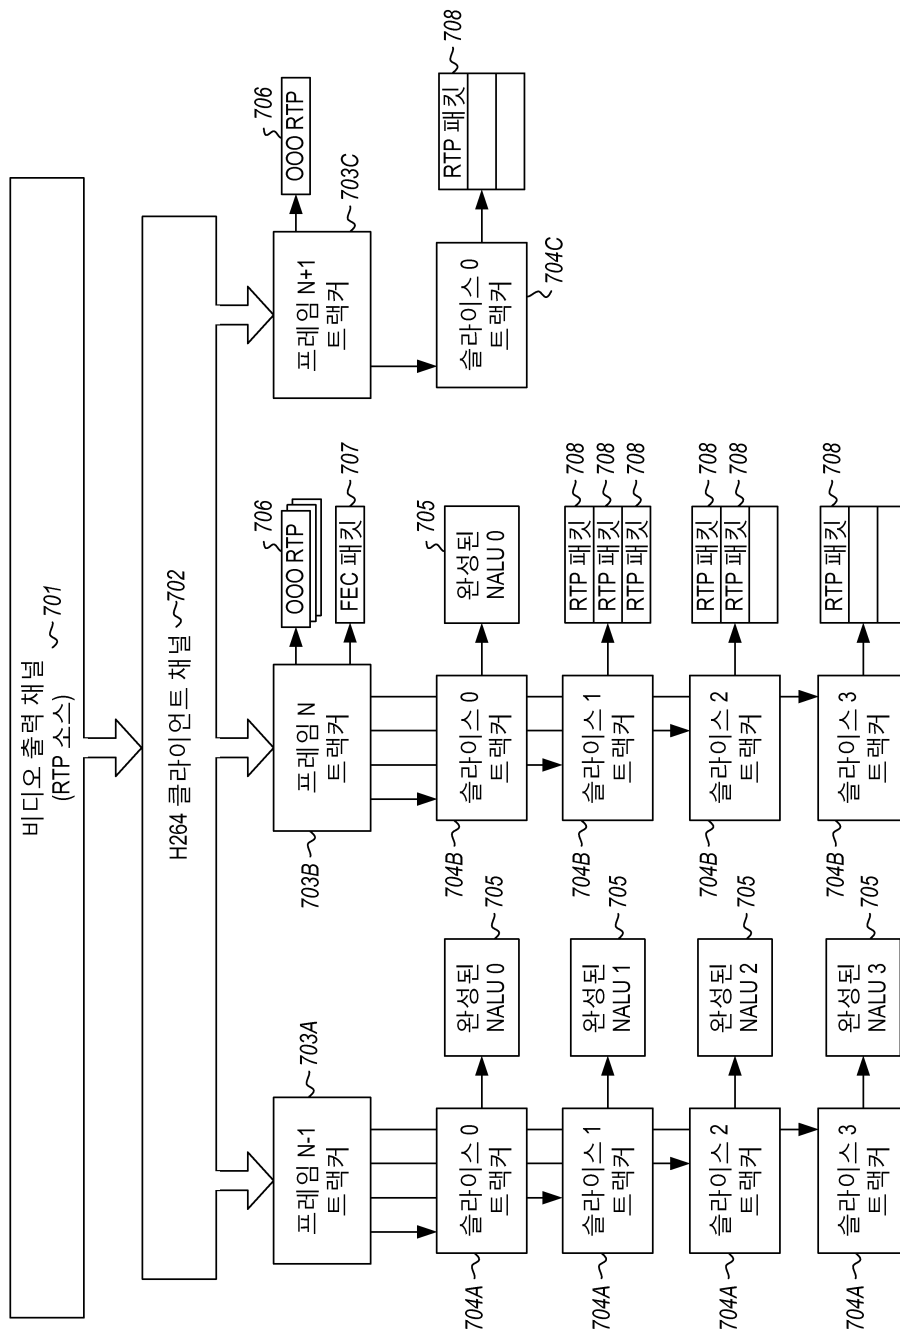 비디오 출력 채널 701
(RTP 소스)
H264 클라이언트 채널 702
프레임 N-1
트랙커
703A
프레임 N
트랙커
703B
OOO RTP
706
FEC 패킷
707
프레임 N+1
트랙커
703C
OOO RTP
706
슬라이스 0
트랙커
704A
완성된
NALU 0
705
슬라이스 0
트랙커
704B
완성된
NALU 0
705
슬라이스 0
트랙커
704C
RTP 패킷
708
슬라이스 1
트랙커
704A
완성된
NALU 1
705
슬라이스 1
트랙커
704B
RTP 패킷
708
RTP 패킷
708
RTP 패킷
708
슬라이스 2
트랙커
704A
완성된
NALU 2
705
슬라이스 2
트랙커
704B
RTP 패킷
708
RTP 패킷
708
슬라이스 3
트랙커
704A
완성된
NALU 3
705
슬라이스 3
트랙커
704B
RTP 패킷
708